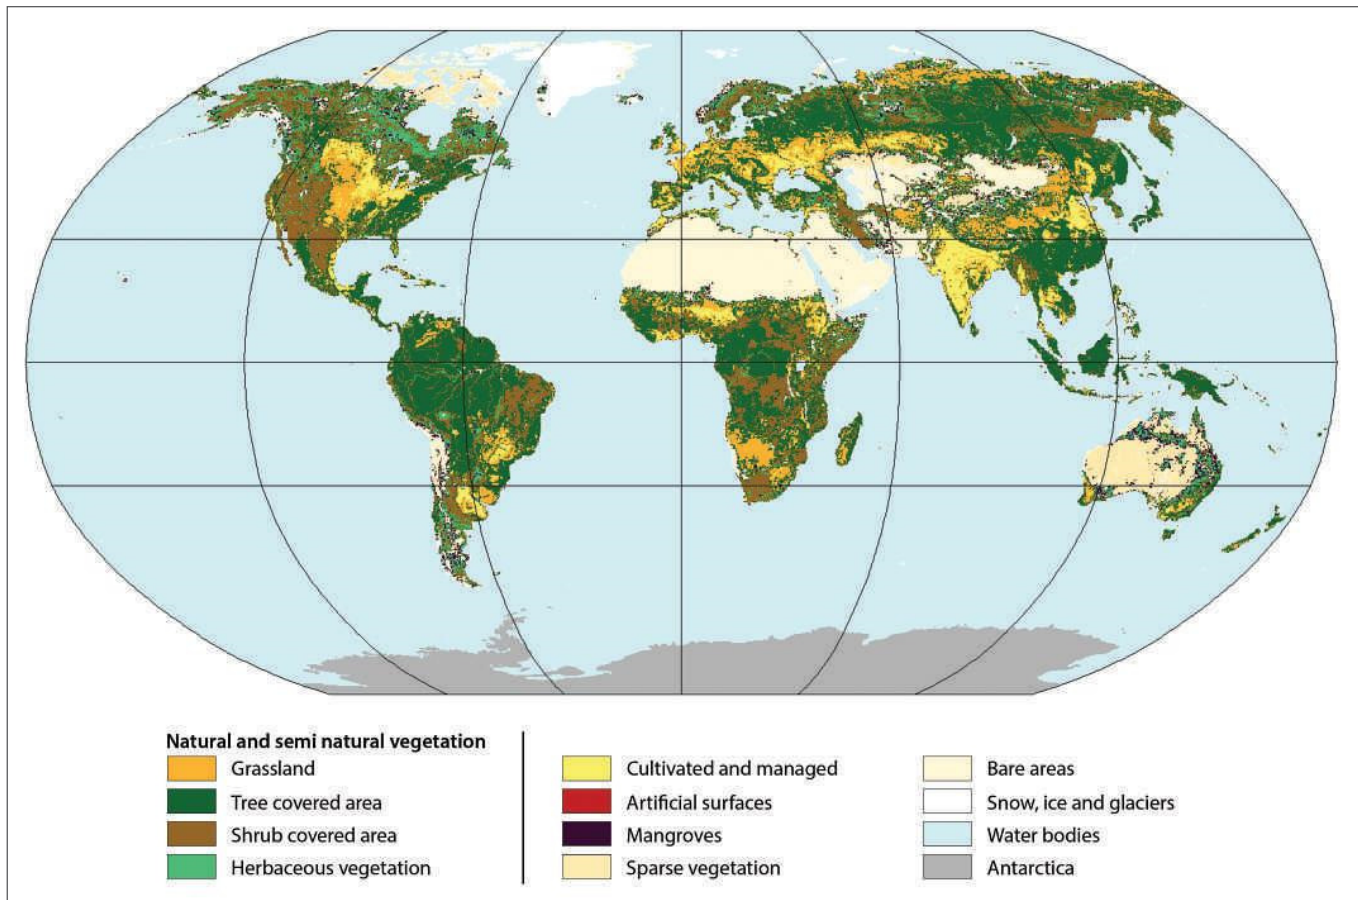 Natural and semi natural vegetation
Grassland
Tree covered area
Shrub covered area
Herbaceous vegetation
Cultivated and managed
Artificial surfaces
Mangroves
Sparse vegetation
Bare areas
Snow, ice and glaciers
Water bodies
Antarctica